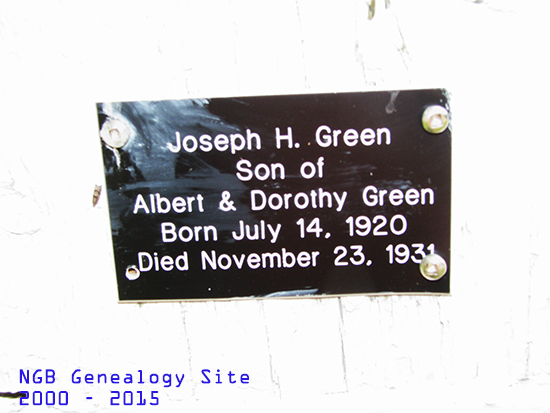 Joseph H. Green
Son of
Albert & Dorothy Green
Born July 14, 1920
Died November 23, 1931
NGB Genealogy Site
2000 - 2015